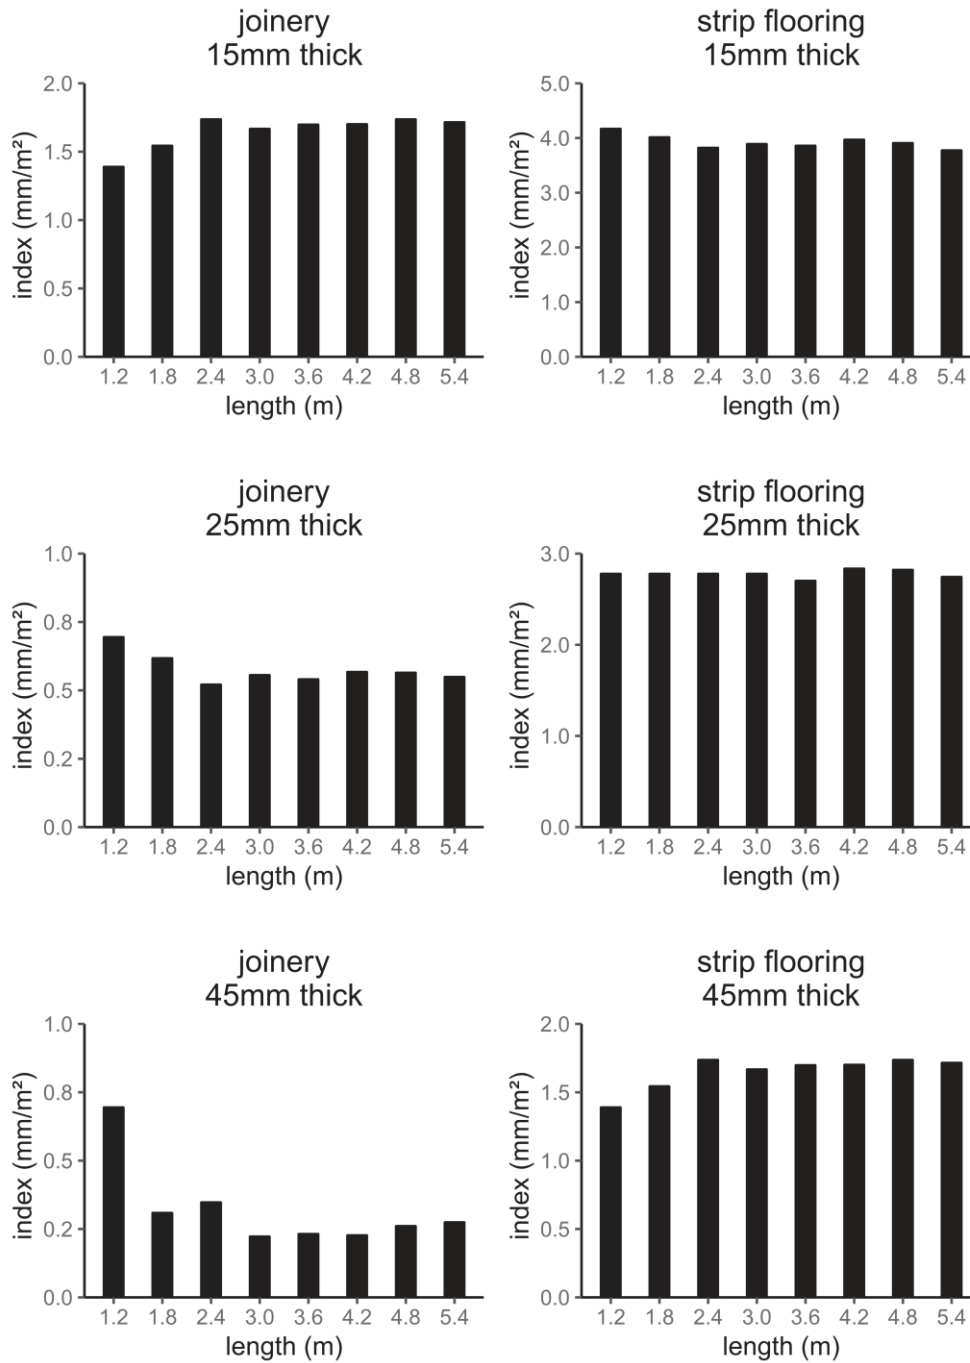 joinery
15mm thick
2.0
1.5
1.0
0.5
0.0
index (mm/m²)
1.2 1.8 2.4 3.0 3.6 4.2 4.8 5.4
length (m)
strip flooring
15mm thick
5.0
4.0
3.0
2.0
1.0
0.0
index (mm/m²)
1.2 1.8 2.4 3.0 3.6 4.2 4.8 5.4
length (m)
joinery
25mm thick
1.0
0.8
0.5
0.2
0.0
index (mm/m²)
1.2 1.8 2.4 3.0 3.6 4.2 4.8 5.4
length (m)
strip flooring
25mm thick
3.0
2.0
1.0
0.0
index (mm/m²)
1.2 1.8 2.4 3.0 3.6 4.2 4.8 5.4
length (m)
joinery
45mm thick
1.0
0.8
0.5
0.2
0.0
index (mm/m²)
1.2 1.8 2.4 3.0 3.6 4.2 4.8 5.4
length (m)
strip flooring
45mm thick
2.0
1.5
1.0
0.5
0.0
index (mm/m²)
1.2 1.8 2.4 3.0 3.6 4.2 4.8 5.4
length (m)